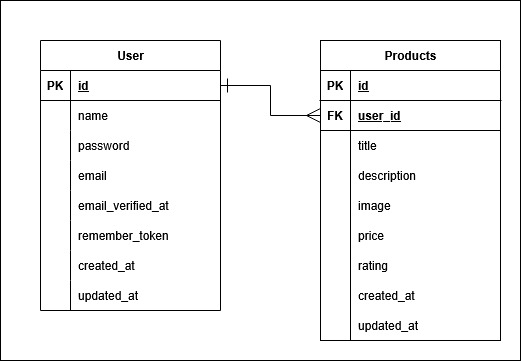 User
PK id
name
password
email
email_verified_at
remember_token
created_at
updated_at
Products
PK id
FK user_id
title
description
image
price
rating
created_at
updated_at